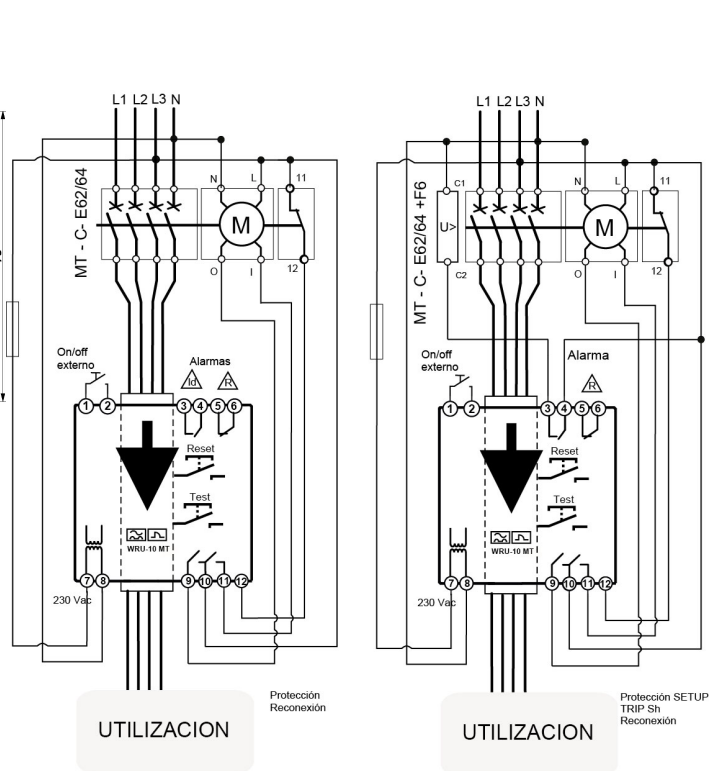 L1 L2 L3 N
MT - C- E62/64
N
L
11
M
O
I
12
On/off
externo
Alarmas
Id
R
1 2 3 4 5 6
Reset
Test
WRU-10 MT
7 8 9 10 11 12
230 Vac
UTILIZACION
Protección
Reconexión
L1 L2 L3 N
MT - C- E62/64 +F6
C1
U>
C2
N
L
11
M
O
I
12
On/off
externo
Alarma
R
1 2 3 4 5 6
Reset
Test
WRU-10 MT
7 8 9 10 11 12
230 Vac
UTILIZACION
Protección SETUP
TRIP Sh
Reconexión